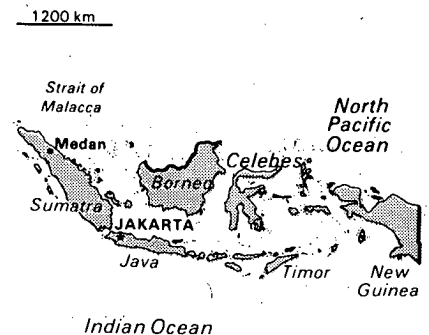 1200 km
Strait of
Malacca
North
Pacific
Ocean
Medan
Celebes
Borneo
Sumatra
JAKARTA
Java
Timor
New
Guinea
Indian Ocean